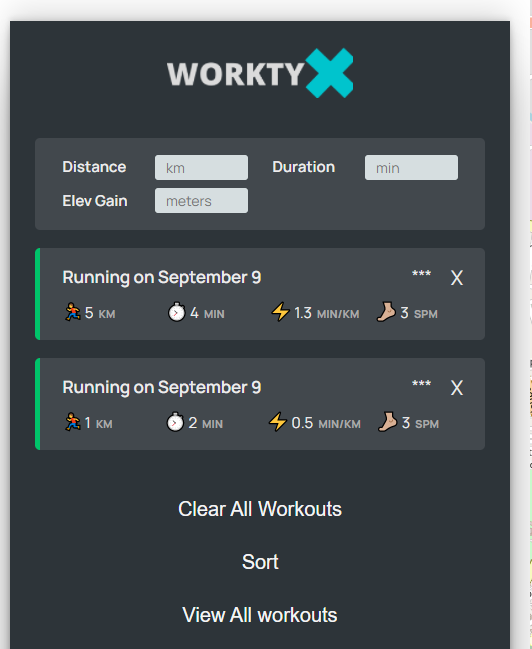 WORKTYX
Distance km Duration min
Elev Gain meters
Running on September 9 *** X
5 KM 4 MIN 1.3 MIN/KM 3 SPM
Running on September 9 *** X
1 KM 2 MIN 0.5 MIN/KM 3 SPM
Clear All Workouts
Sort
View All workouts